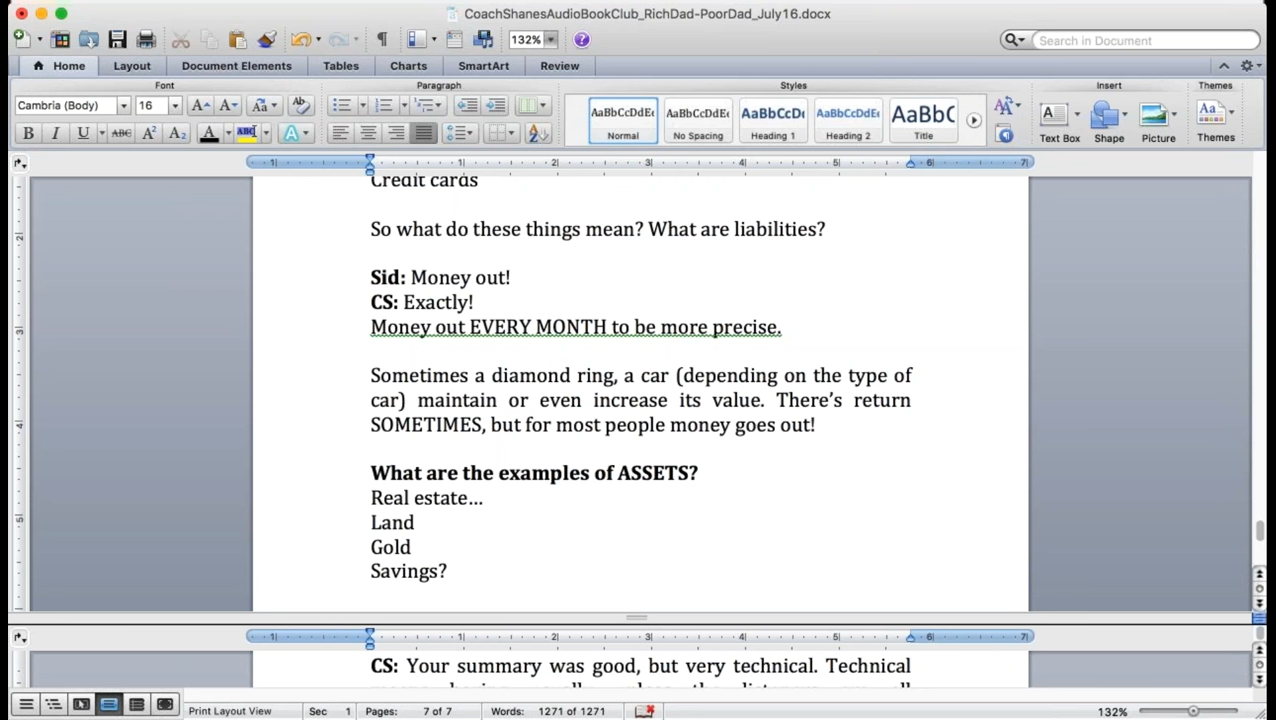 CoachShanesAudioBookClub_RichDad-PoorDad_July16.docx
132%
Search in Document
Home Layout Document Elements Tables Charts SmartArt Review
Font Paragraph Styles Insert Themes
Cambria (Body) 16
AaBbCcDdEe AaBbCcDdEe AaBbCcDı AaBbCcDdEe AaBbC
Normal No Spacing Heading 1 Heading 2 Title
Text Box Shape Picture Themes
Credit cards
So what do these things mean? What are liabilities?
Sid: Money out!
CS: Exactly!
Money out EVERY MONTH to be more precise.
Sometimes a diamond ring, a car (depending on the type of
car) maintain or even increase its value. There's return
SOMETIMES, but for most people money goes out!
What are the examples of ASSETS?
Real estate…
Land
Gold
Savings?
CS: Your summary was good, but very technical. Technical
Print Layout View Sec 1 Pages: 7 of 7 Words: 1271 of 1271 132%